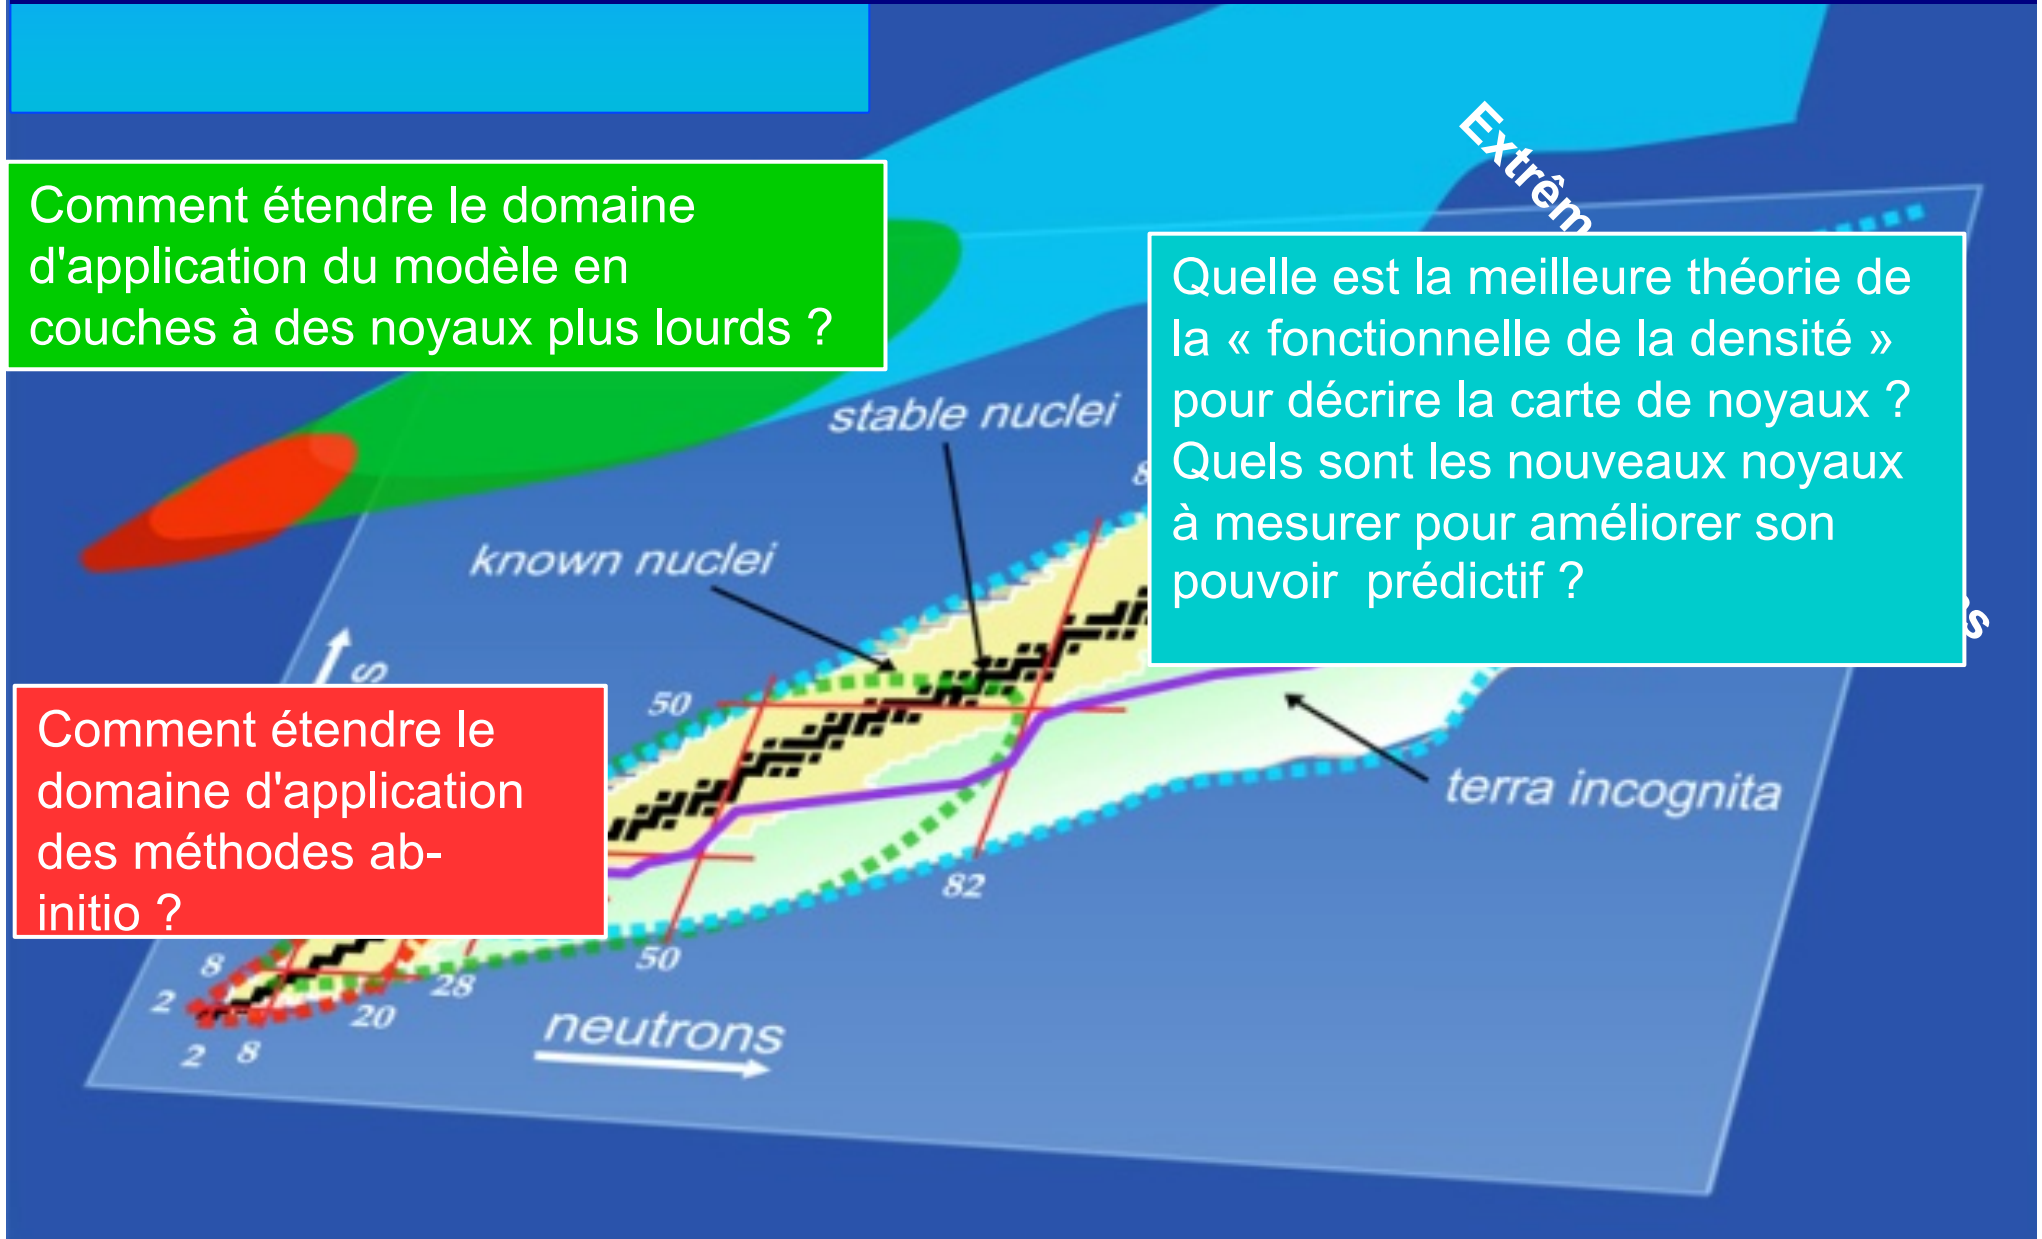 Extrêm
Comment étendre le domaine
d'application du modèle en
couches à des noyaux plus lourds ?
Quelle est la meilleure théorie de
la « fonctionnelle de la densité »
pour décrire la carte de noyaux ?
Quels sont les nouveaux noyaux
à mesurer pour améliorer son
pouvoir prédictif ?
stable nuclei
8
known nuclei
s
S
50
Comment étendre le
domaine d'application
des méthodes ab-
initio ?
terra incognita
82
50
8
28
2
20
neutrons
2 8